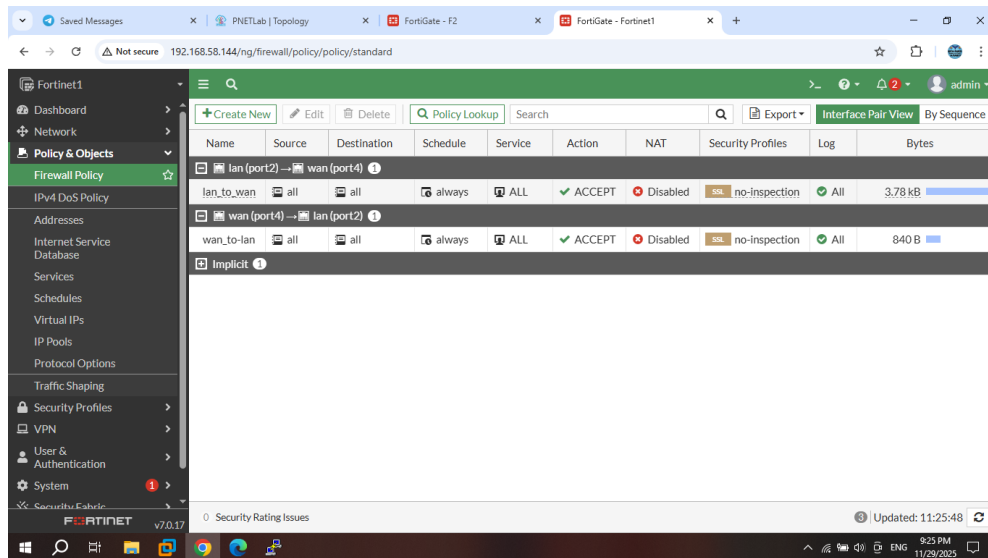 Saved Messages
PNETLab | Topology
FortiGate - F2
FortiGate - Fortinet1
Not secure 192.168.58.144/ng/firewall/policy/policy/standard
Fortinet1
admin
2
Dashboard
Network
Policy & Objects
Firewall Policy
IPv4 DoS Policy
Addresses
Internet Service
Database
Services
Schedules
Virtual IPs
IP Pools
Protocol Options
Traffic Shaping
Security Profiles
VPN
User &
Authentication
System 1
Security Fabric
FORTINET v7.0.17
Create New Edit Delete Policy Lookup Search Export Interface Pair View By Sequence
Name Source Destination Schedule Service Action NAT Security Profiles Log Bytes
lan (port2) → wan (port4) 1
lan_to_wan all all always ALL ACCEPT Disabled SSL no-inspection All 3.78 kB
wan (port4) → lan (port2) 1
wan_to-lan all all always ALL ACCEPT Disabled SSL no-inspection All 840 B
Implicit 1
0 Security Rating Issues
3 Updated: 11:25:48
ENG
9:25 PM
11/29/2025